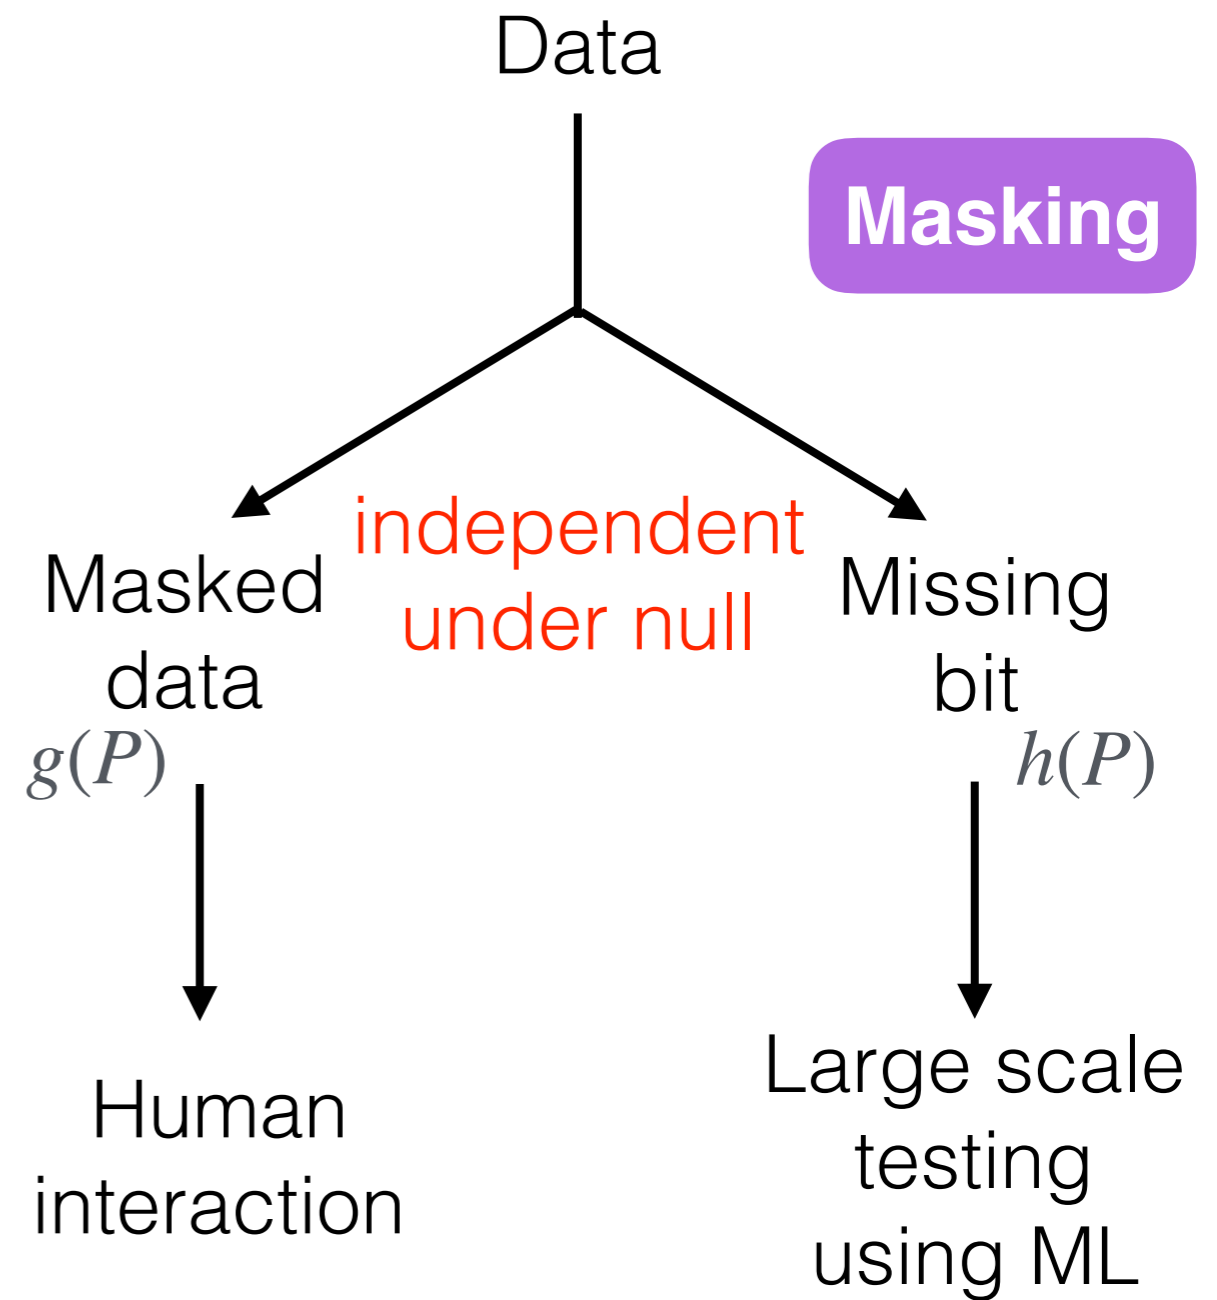 Data
Masking
independent
under null
Masked
data
g(P)
Missing
bit
h(P)
Human
interaction
Large scale
testing
using ML